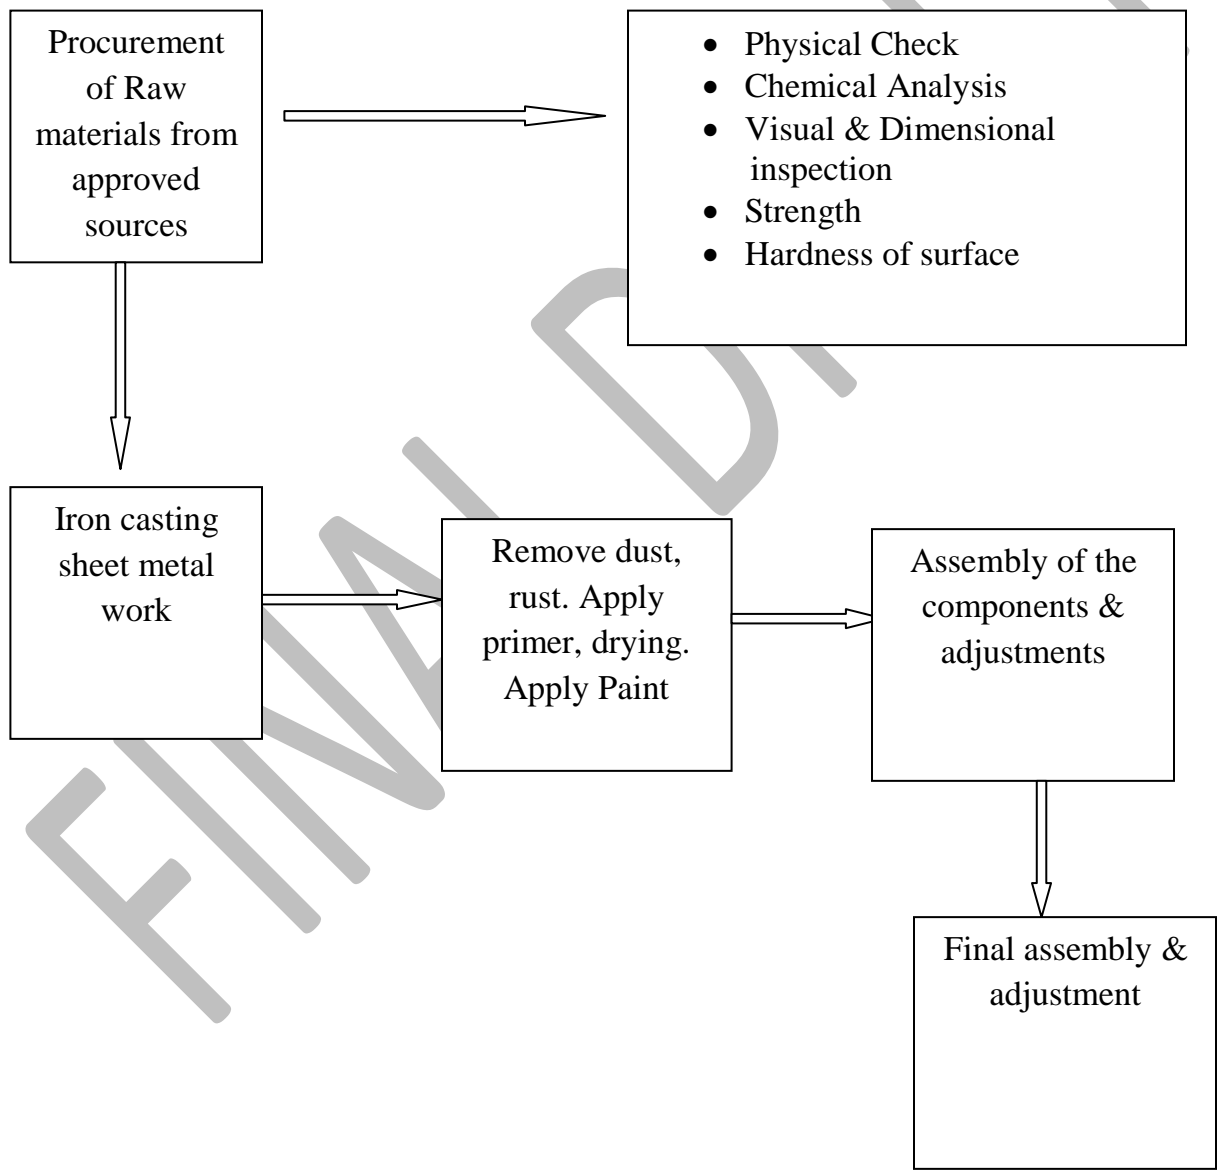 Procurement
of Raw
materials from
approved
sources
• Physical Check
• Chemical Analysis
• Visual & Dimensional
inspection
• Strength
• Hardness of surface
Iron casting
sheet metal
work
Remove dust,
rust. Apply
primer, drying.
Apply Paint
Assembly of the
components &
adjustments
Final assembly &
adjustment
FINAL